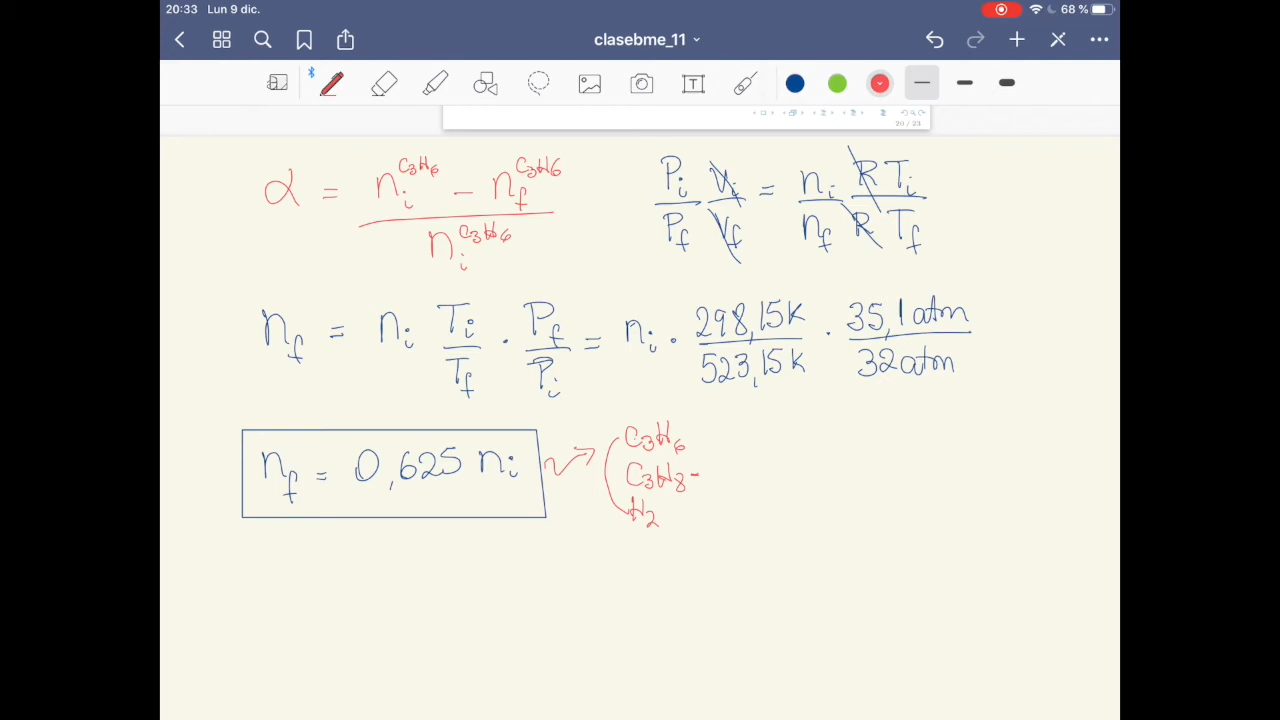 20:33 Lun 9 dic. 68 %
clasebme_11
T
20 / 23
α = (n_i^{C3H6} − n_f^{C3H6}) / n_i^{C3H6}
P_i/P_f V_i/V_f = n_i/n_f R T_i/R T_f
n_f = n_i T_i/T_f · P_f/P_i = n_i · 298,15K/523,15K · 35,1atm/32atm
n_f = 0,625 n_i
C3H6
C3H8
H2